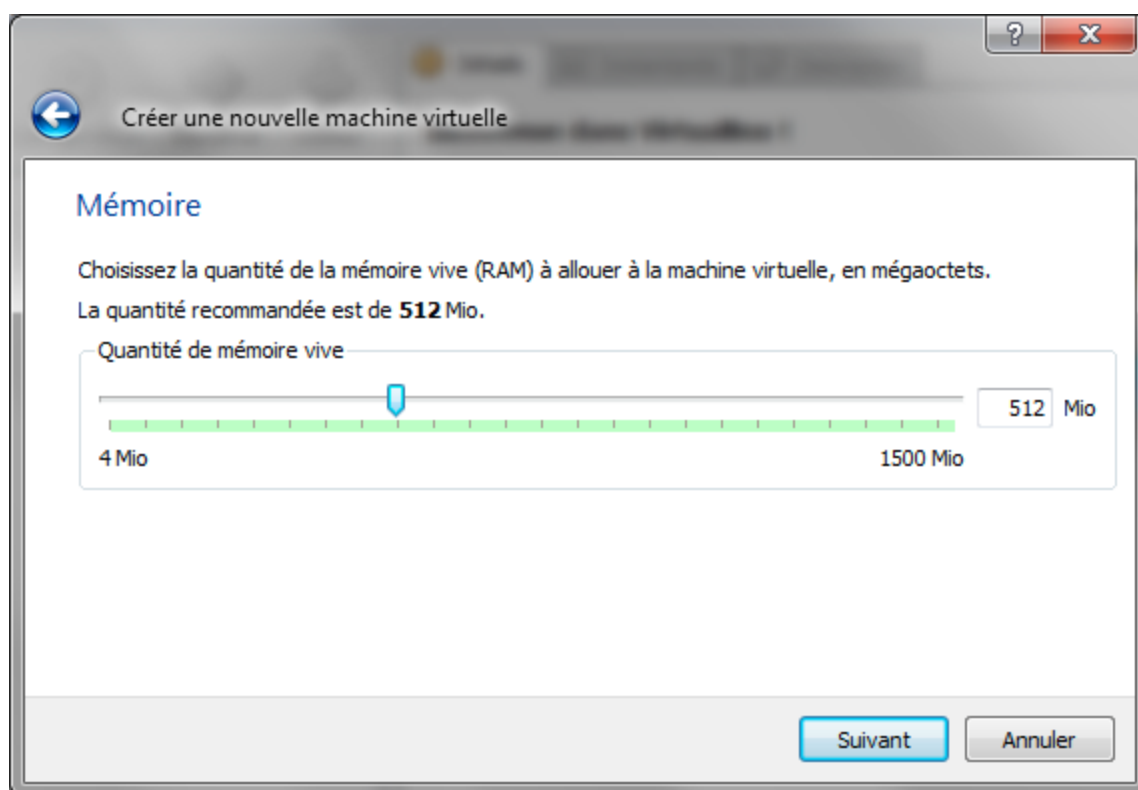 Créer une nouvelle machine virtuelle
Mémoire
Choisissez la quantité de la mémoire vive (RAM) à allouer à la machine virtuelle, en mégaoctets.
La quantité recommandée est de 512 Mio.
Quantité de mémoire vive
512 Mio
4 Mio 1500 Mio
Suivant Annuler